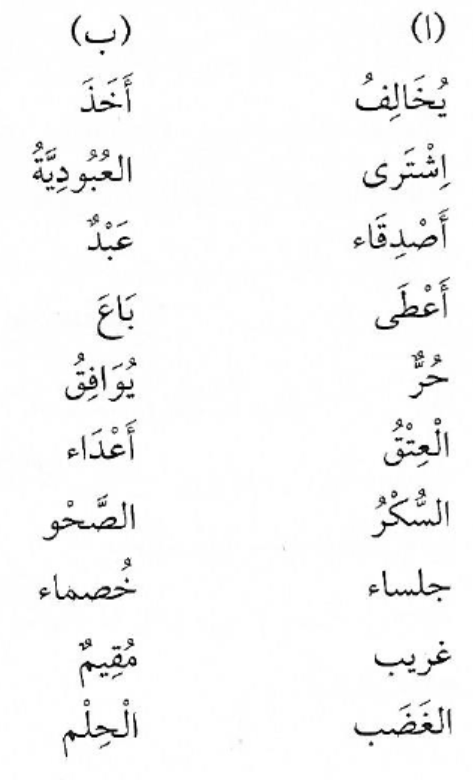 (ا) (ب)
يُخَالِفُ أَخَذَ
اِشْتَرى العُبُودِيَّةُ
أَصْدِقَاء عَبْدٌ
أَعْطَى بَاعَ
حُرٌّ يُوَافِقُ
الْعِتْقُ أَعْدَاء
السُّكْرُ الصَّحْو
جلساء خُصماء
غريب مُقِيمٌ
الغَضَب الْحِلْم